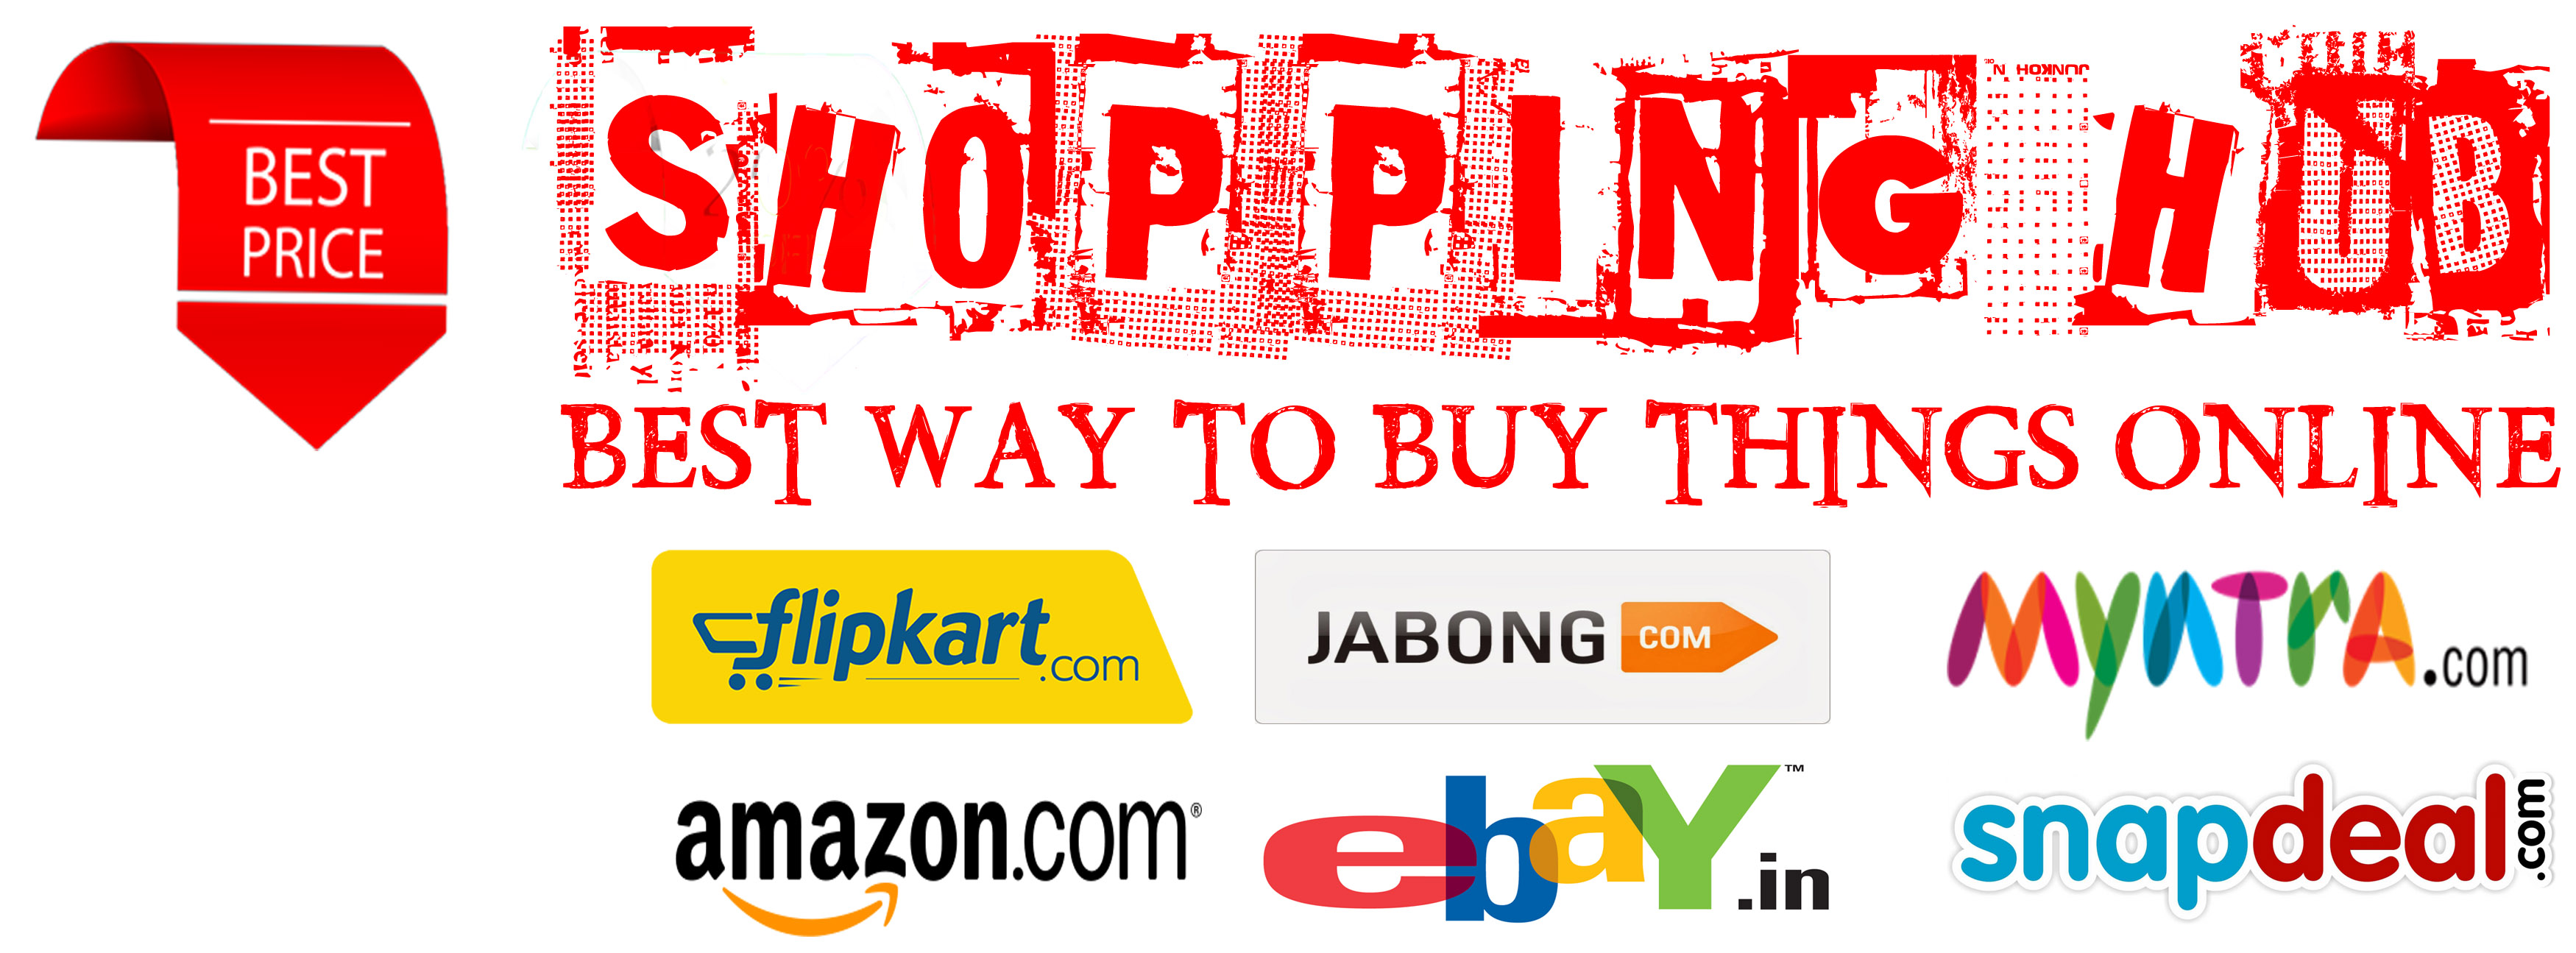 BEST
PRICE
SHOPPING HUB
BEST WAY TO BUY THINGS ONLINE
flipkart.com
JABONG COM
Myntra.com
amazon.com®
ebaY™.in
snapdeal.com